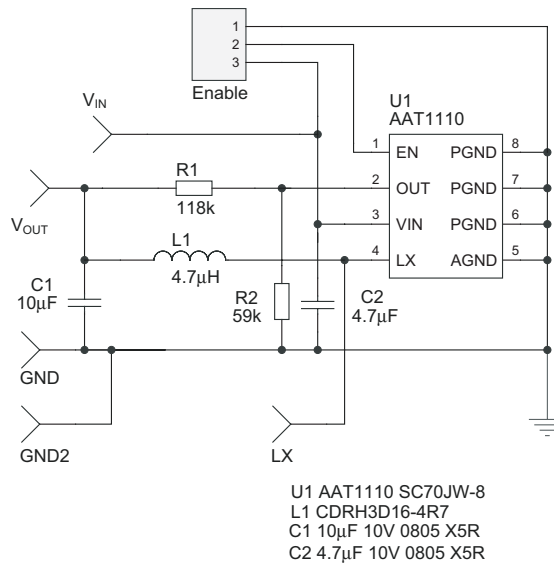 1
2
3
Enable
V_IN
U1
AAT1110
1 EN PGND 8
2 OUT PGND 7
3 VIN PGND 6
4 LX AGND 5
R1
118k
V_OUT
L1
4.7μH
C1
10μF
R2
59k
C2
4.7μF
GND
GND2
LX
U1 AAT1110 SC70JW-8
L1 CDRH3D16-4R7
C1 10μF 10V 0805 X5R
C2 4.7μF 10V 0805 X5R